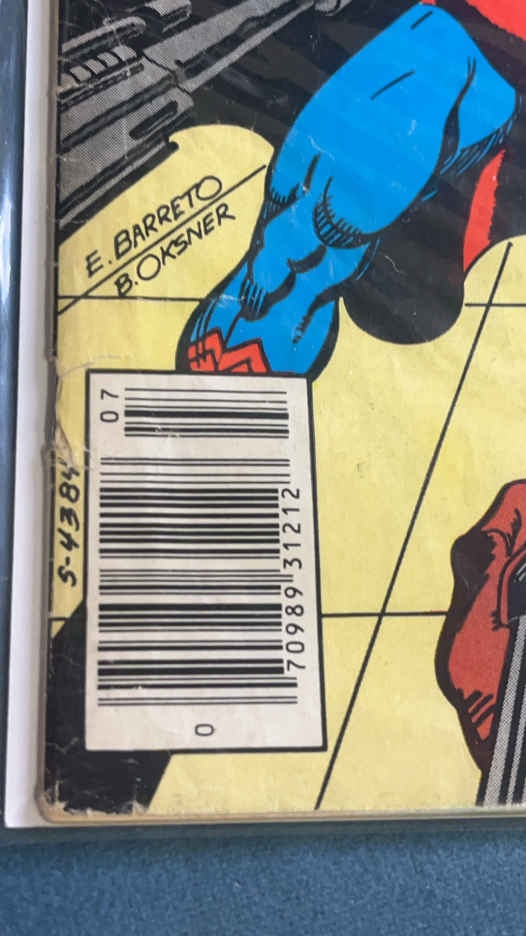 E. BARRETO
B. OKSNER
S-4384
07
70989 31212
0